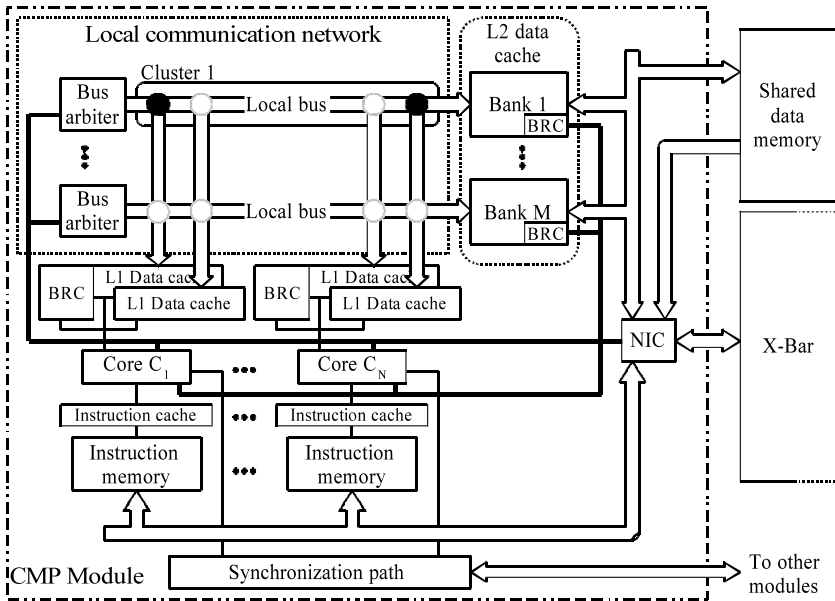 Local communication network
L2 data
cache
Cluster 1
Bus
arbiter
Local bus
Bank 1
BRC
Shared
data
memory
Bus
arbiter
Local bus
Bank M
BRC
BRC
L1 Data cac
L1 Data cache
BRC
L1 Data cac
L1 Data cache
NIC
X-Bar
Core C1
Core CN
Instruction cache
Instruction cache
Instruction
memory
Instruction
memory
CMP Module
Synchronization path
To other
modules